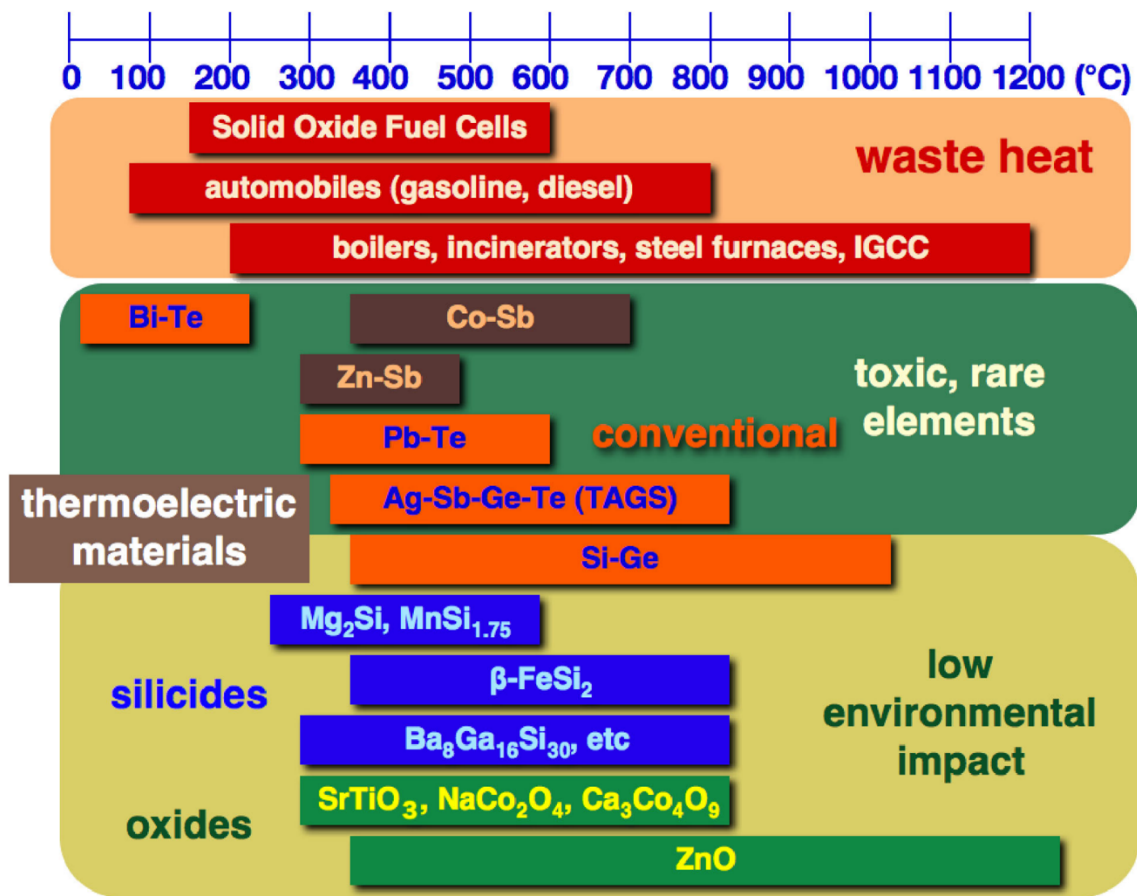 0 100 200 300 400 500 600 700 800 900 1000 1100 1200 (°C)
Solid Oxide Fuel Cells
waste heat
automobiles (gasoline, diesel)
boilers, incinerators, steel furnaces, IGCC
Bi-Te
Co-Sb
Zn-Sb
toxic, rare
elements
Pb-Te
conventional
thermoelectric
materials
Ag-Sb-Ge-Te (TAGS)
Si-Ge
Mg₂Si, MnSi₁.₇₅
silicides
β-FeSi₂
low
environmental
impact
Ba₈Ga₁₆Si₃₀, etc
oxides
SrTiO₃, NaCo₂O₄, Ca₃Co₄O₉
ZnO